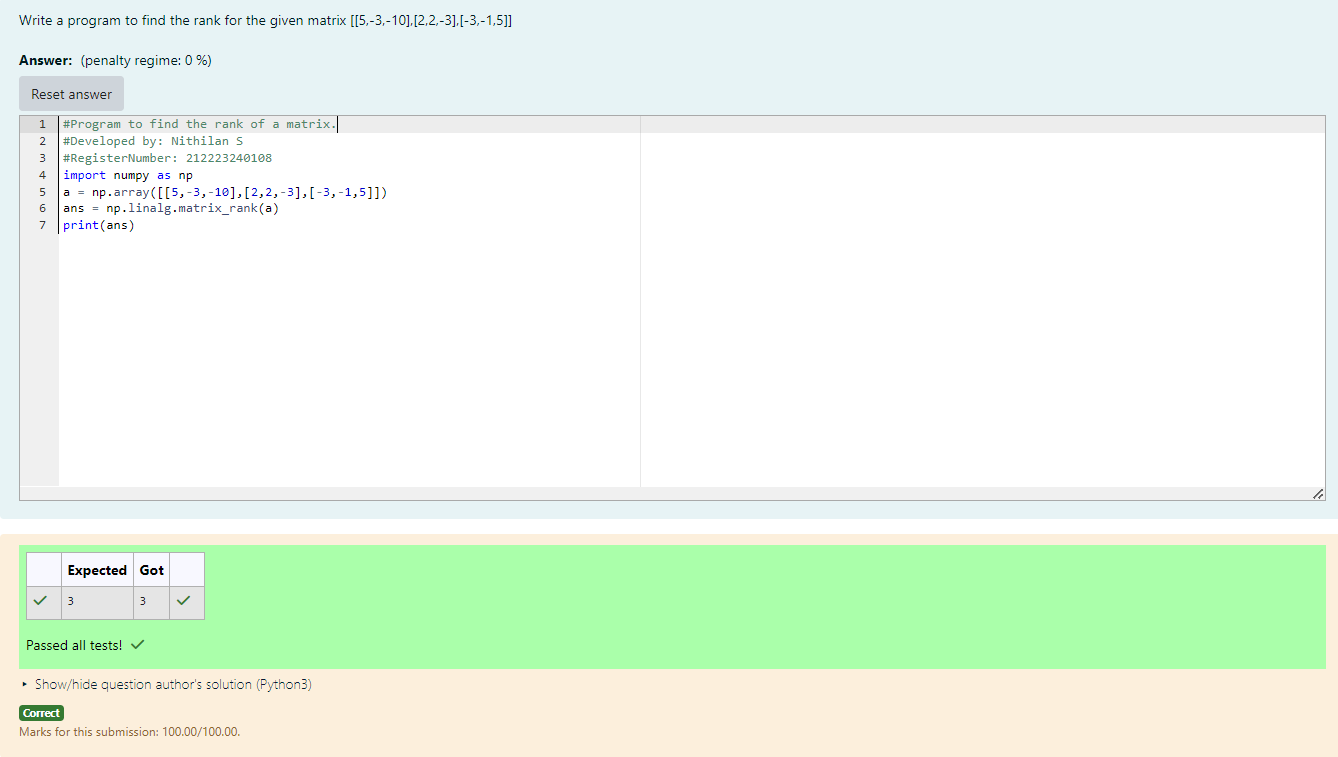 Write a program to find the rank for the given matrix [[5,-3,-10],[2,2,-3],[-3,-1,5]]
Answer: (penalty regime: 0 %)
Reset answer
1 #Program to find the rank of a matrix.
2 #Developed by: Nithilan S
3 #RegisterNumber: 212223240108
4 import numpy as np
5 a = np.array([[5,-3,-10],[2,2,-3],[-3,-1,5]])
6 ans = np.linalg.matrix_rank(a)
7 print(ans)
Expected Got
3 3
Passed all tests!
Show/hide question author's solution (Python3)
Correct
Marks for this submission: 100.00/100.00.